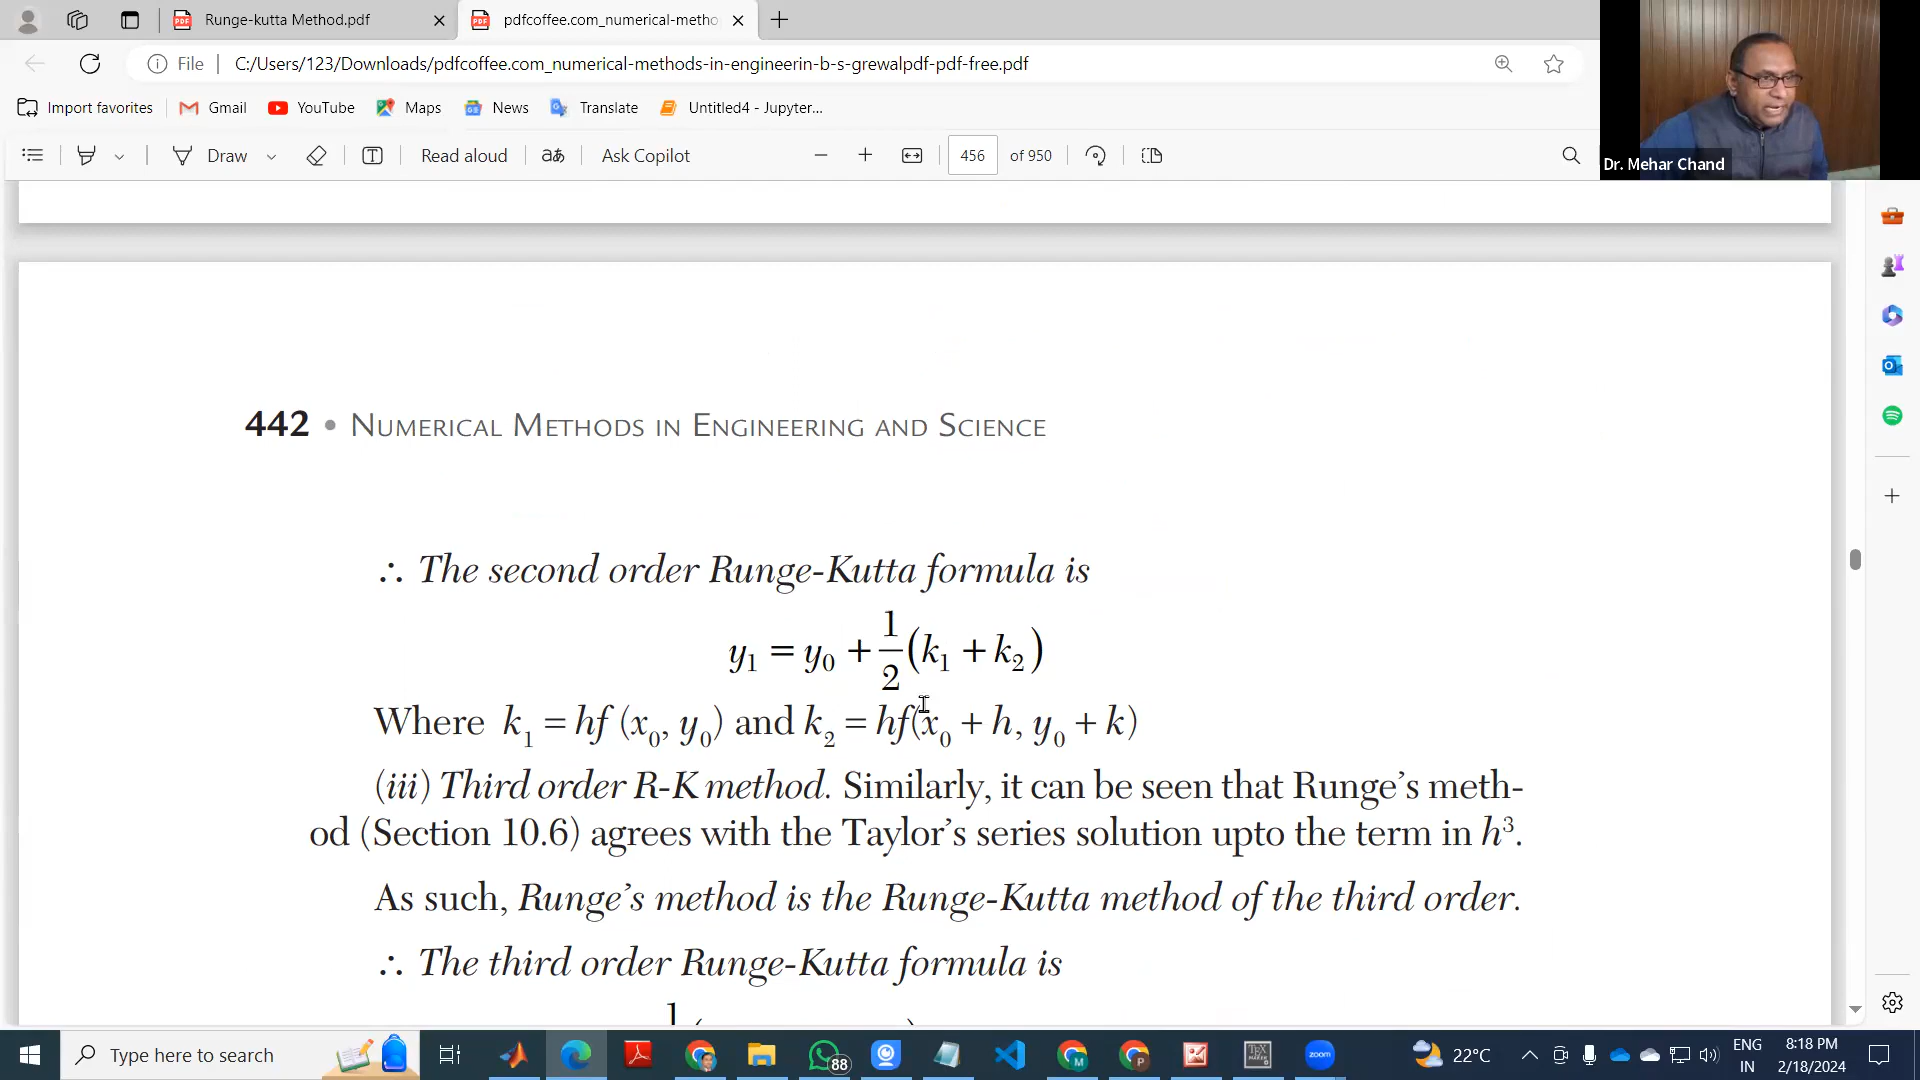 Runge-kutta Method.pdf
pdfcoffee.com_numerical-metho
File
C:/Users/123/Downloads/pdfcoffee.com_numerical-methods-in-engineerin-b-s-grewalpdf-pdf-free.pdf
Import favorites
Gmail
YouTube
Maps
News
Translate
Untitled4 - Jupyter...
Draw
Read aloud
aあ
Ask Copilot
456 of 950
Dr. Mehar Chand
442 • NUMERICAL METHODS IN ENGINEERING AND SCIENCE
∴ The second order Runge-Kutta formula is
y₁ = y₀ + 1/2 (k₁ + k₂)
Where k₁ = hf (x₀, y₀) and k₂ = hf(x₀ + h, y₀ + k)
(iii) Third order R-K method. Similarly, it can be seen that Runge’s meth-
od (Section 10.6) agrees with the Taylor’s series solution upto the term in h³.
As such, Runge’s method is the Runge-Kutta method of the third order.
∴ The third order Runge-Kutta formula is
Type here to search
88
zoom
22°C
ENG
IN
8:18 PM
2/18/2024